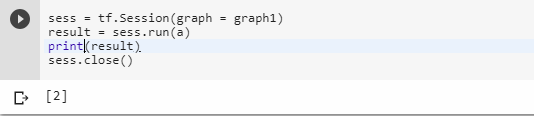 sess = tf.Session(graph = graph1)
result = sess.run(a)
print(result)
sess.close()
[2]